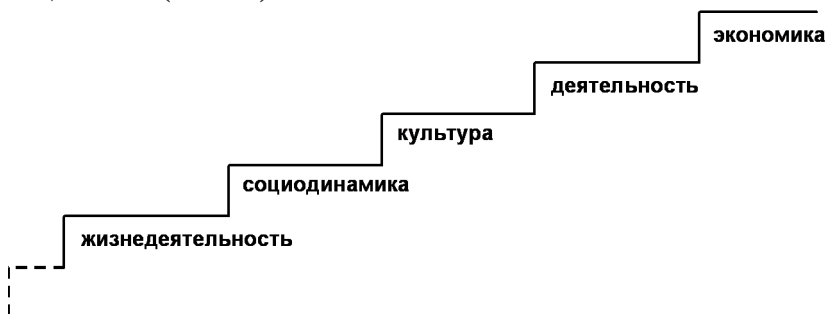 экономика
деятельность
культура
социодинамика
жизнедеятельность